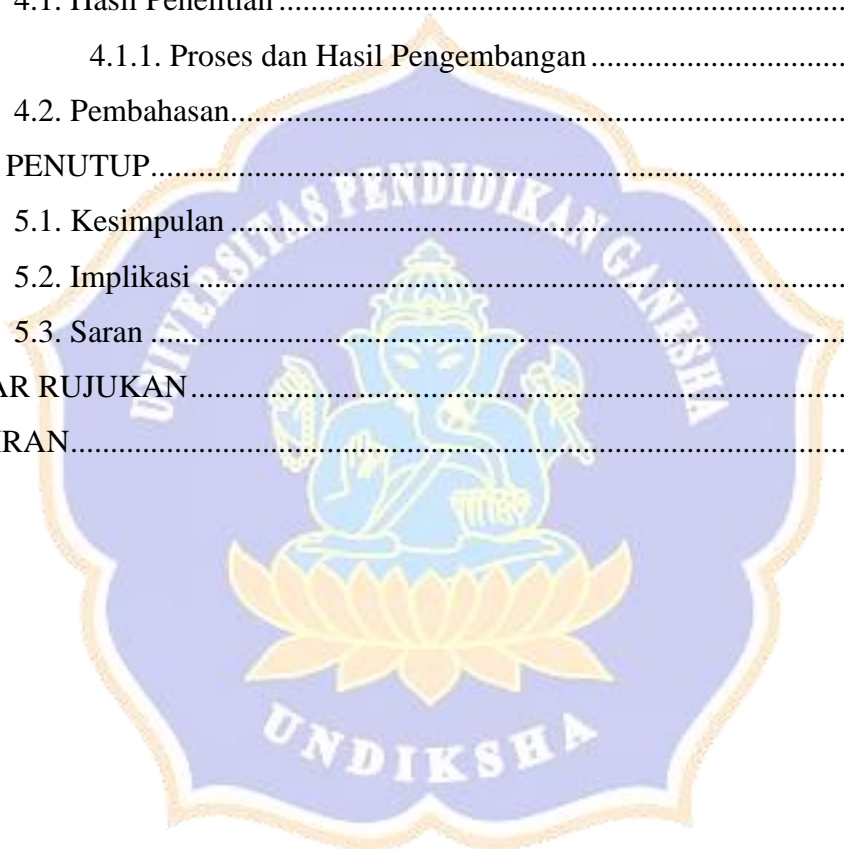 4.1. Hasil Penelitian ..........................................................................
4.1.1. Proses dan Hasil Pengembangan .................................
4.2. Pembahasan................................................................................
PENUTUP..........................................................................................
5.1. Kesimpulan ................................................................................
5.2. Implikasi ....................................................................................
5.3. Saran ..........................................................................................
AR RUJUKAN....................................................................................
RAN..................................................................................................
UNIVERSITAS PENDIDIKAN GANESHA
UNDIKSHA